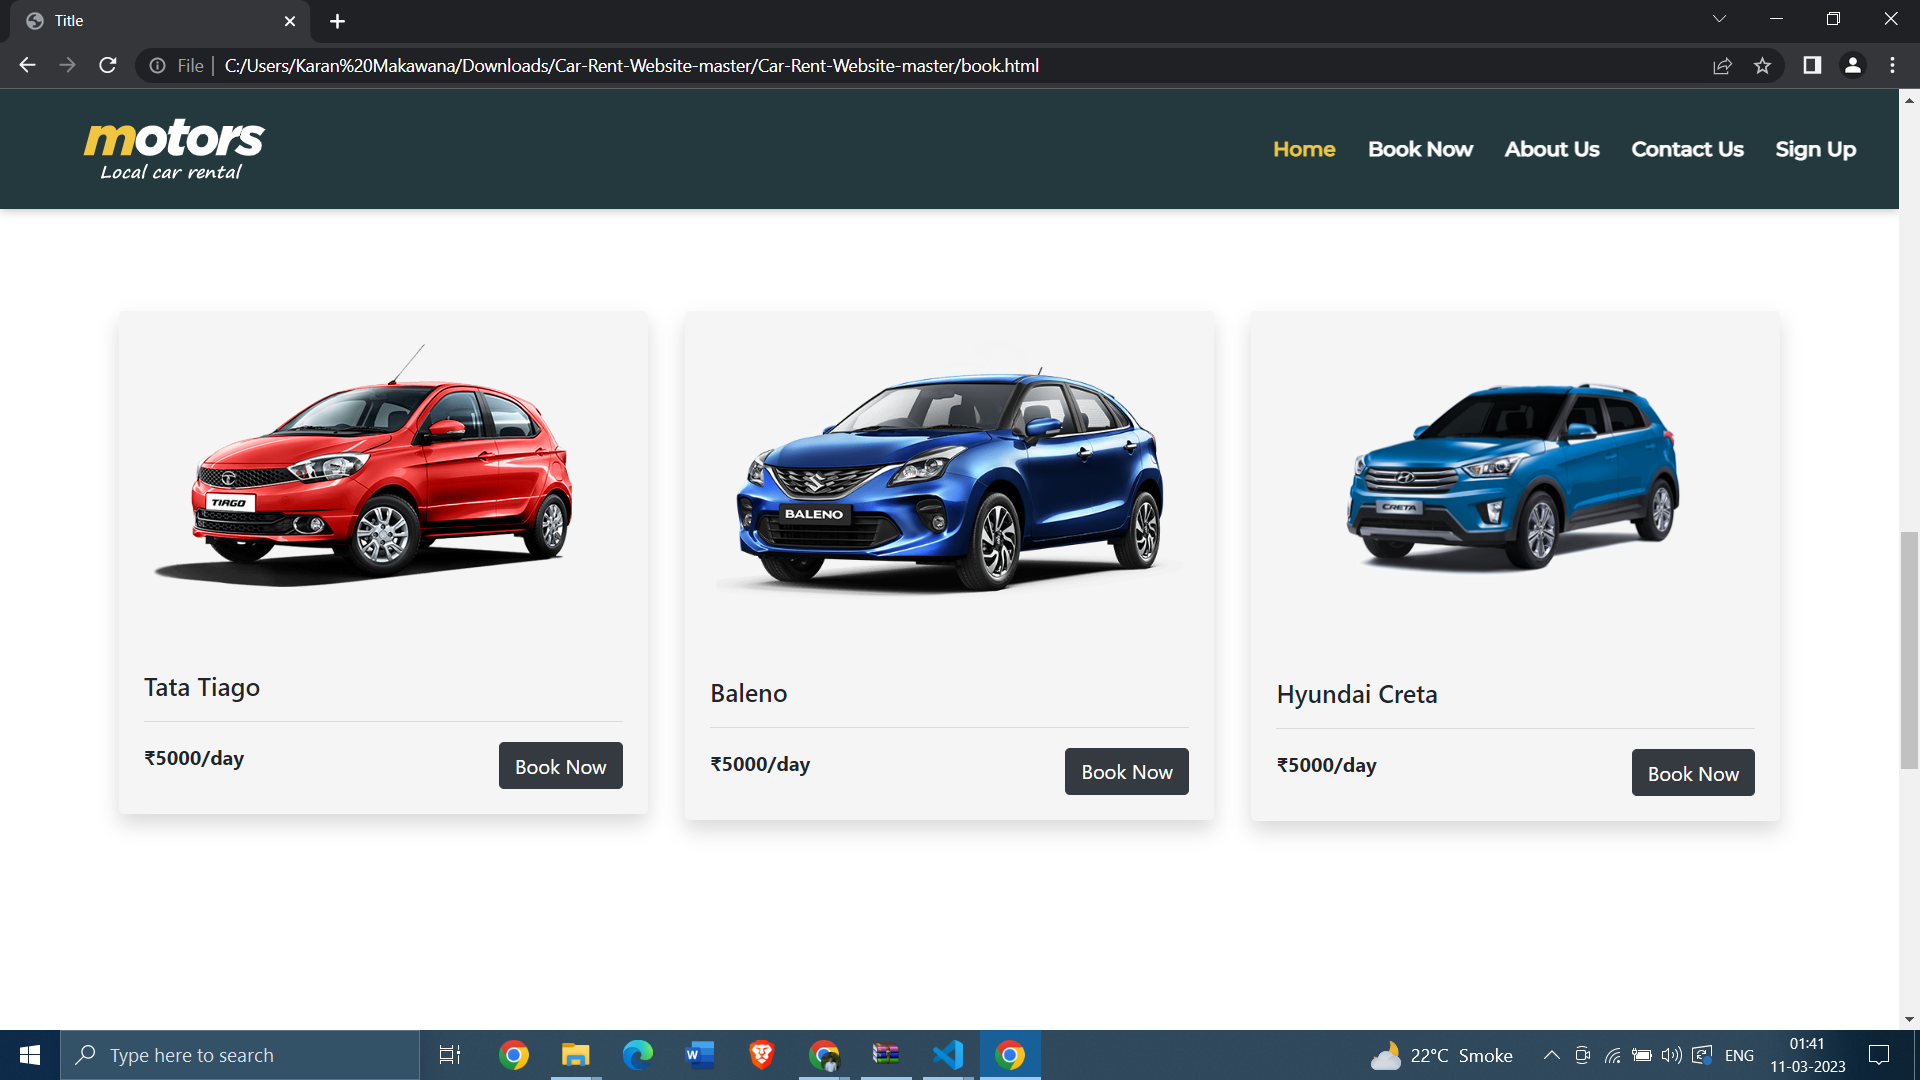 Title
File
C:/Users/Karan%20Makawana/Downloads/Car-Rent-Website-master/Car-Rent-Website-master/book.html
motors
Local car rental
Home Book Now About Us Contact Us Sign Up
TIAGO
BALENO
CRETA
Tata Tiago
₹5000/day
Book Now
Baleno
₹5000/day
Book Now
Hyundai Creta
₹5000/day
Book Now
Type here to search
22°C Smoke
ENG
01:41
11-03-2023